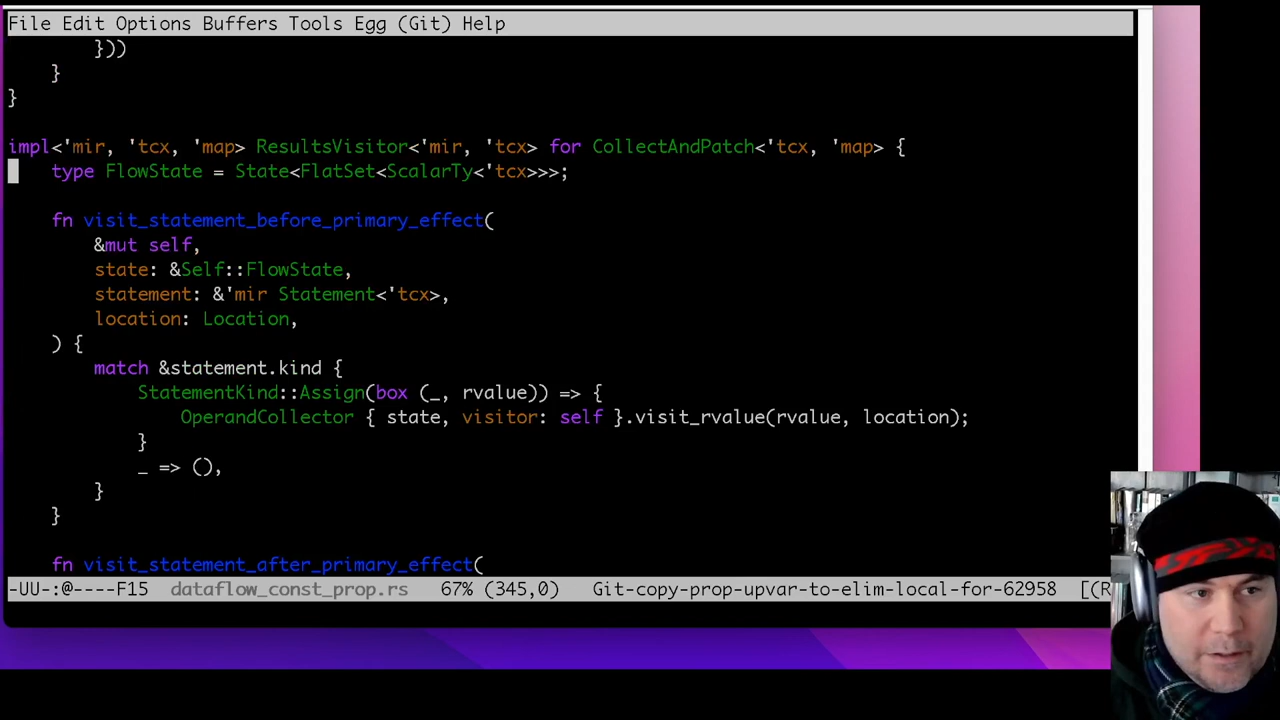 File Edit Options Buffers Tools Egg (Git) Help
        }))
    }
}
impl<'mir, 'tcx, 'map> ResultsVisitor<'mir, 'tcx> for CollectAndPatch<'tcx, 'map> {
    type FlowState = State<FlatSet<ScalarTy<'tcx>>>;
    fn visit_statement_before_primary_effect(
        &mut self,
        state: &Self::FlowState,
        statement: &'mir Statement<'tcx>,
        location: Location,
    ) {
        match &statement.kind {
            StatementKind::Assign(box (_, rvalue)) => {
                OperandCollector { state, visitor: self }.visit_rvalue(rvalue, location);
            }
            _ => (),
        }
    }
    fn visit_statement_after_primary_effect(
-UU-:@----F15  dataflow_const_prop.rs   67% (345,0)   Git-copy-prop-upvar-to-elim-local-for-62958  [(R